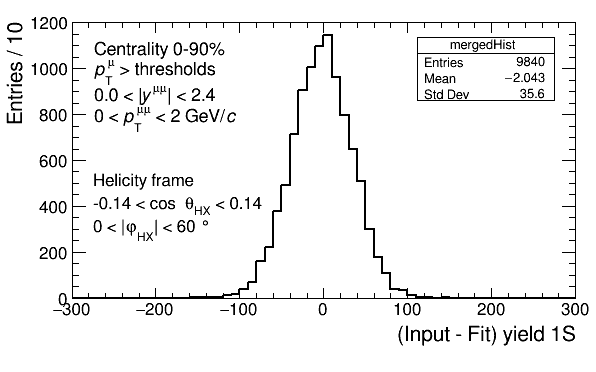 Entries / 10
1200
1000
800
600
400
200
0
Centrality 0-90%
p_T^μ > thresholds
0.0 < |y^μμ| < 2.4
0 < p_T^μμ < 2 GeV/c
Helicity frame
-0.14 < cos θ_HX < 0.14
0 < |φ_HX| < 60 °
mergedHist
Entries 9840
Mean −2.043
Std Dev 35.6
−300 −200 −100 0 100 200 300
(Input - Fit) yield 1S